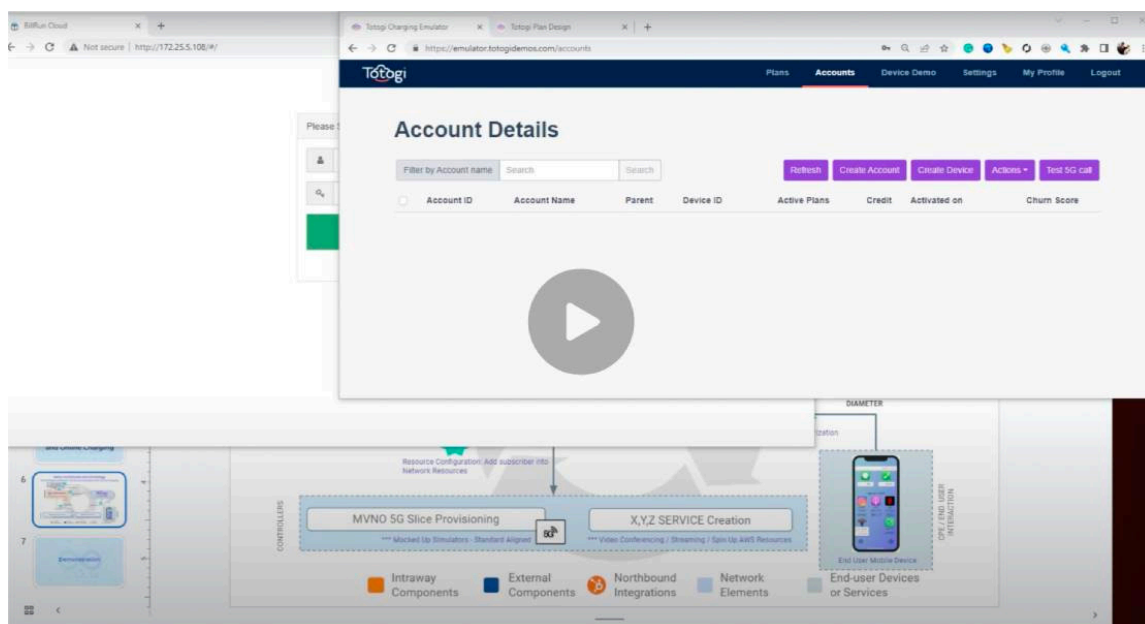 BillRun Cloud
Totogi Charging Emulator
Totogi Plan Design
Not secure | http://172.25.5.108/#/
https://emulator.totogidemos.com/accounts
Totogi
Plans Accounts Device Demo Settings My Profile Logout
Please
Account Details
Filter by Account name Search Search
Refresh Create Account Create Device Actions Test 5G call
Account ID Account Name Parent Device ID Active Plans Credit Activated on Churn Score
DIAMETER
and Online Charging
Resource Configuration: Add subscriber into
Network Resources
6
CONTROLLERS
MVNO 5G Slice Provisioning
5G
X,Y,Z SERVICE Creation
*** Mocked Up Simulators - Standard Aligned
*** Video Conferencing / Streaming / Spin Up AWS Resources
CPE / END USER
INTERACTION
End User Mobile Device
7
Demonstration
Intraway
Components
External
Components
Northbound
Integrations
Network
Elements
End-user Devices
or Services